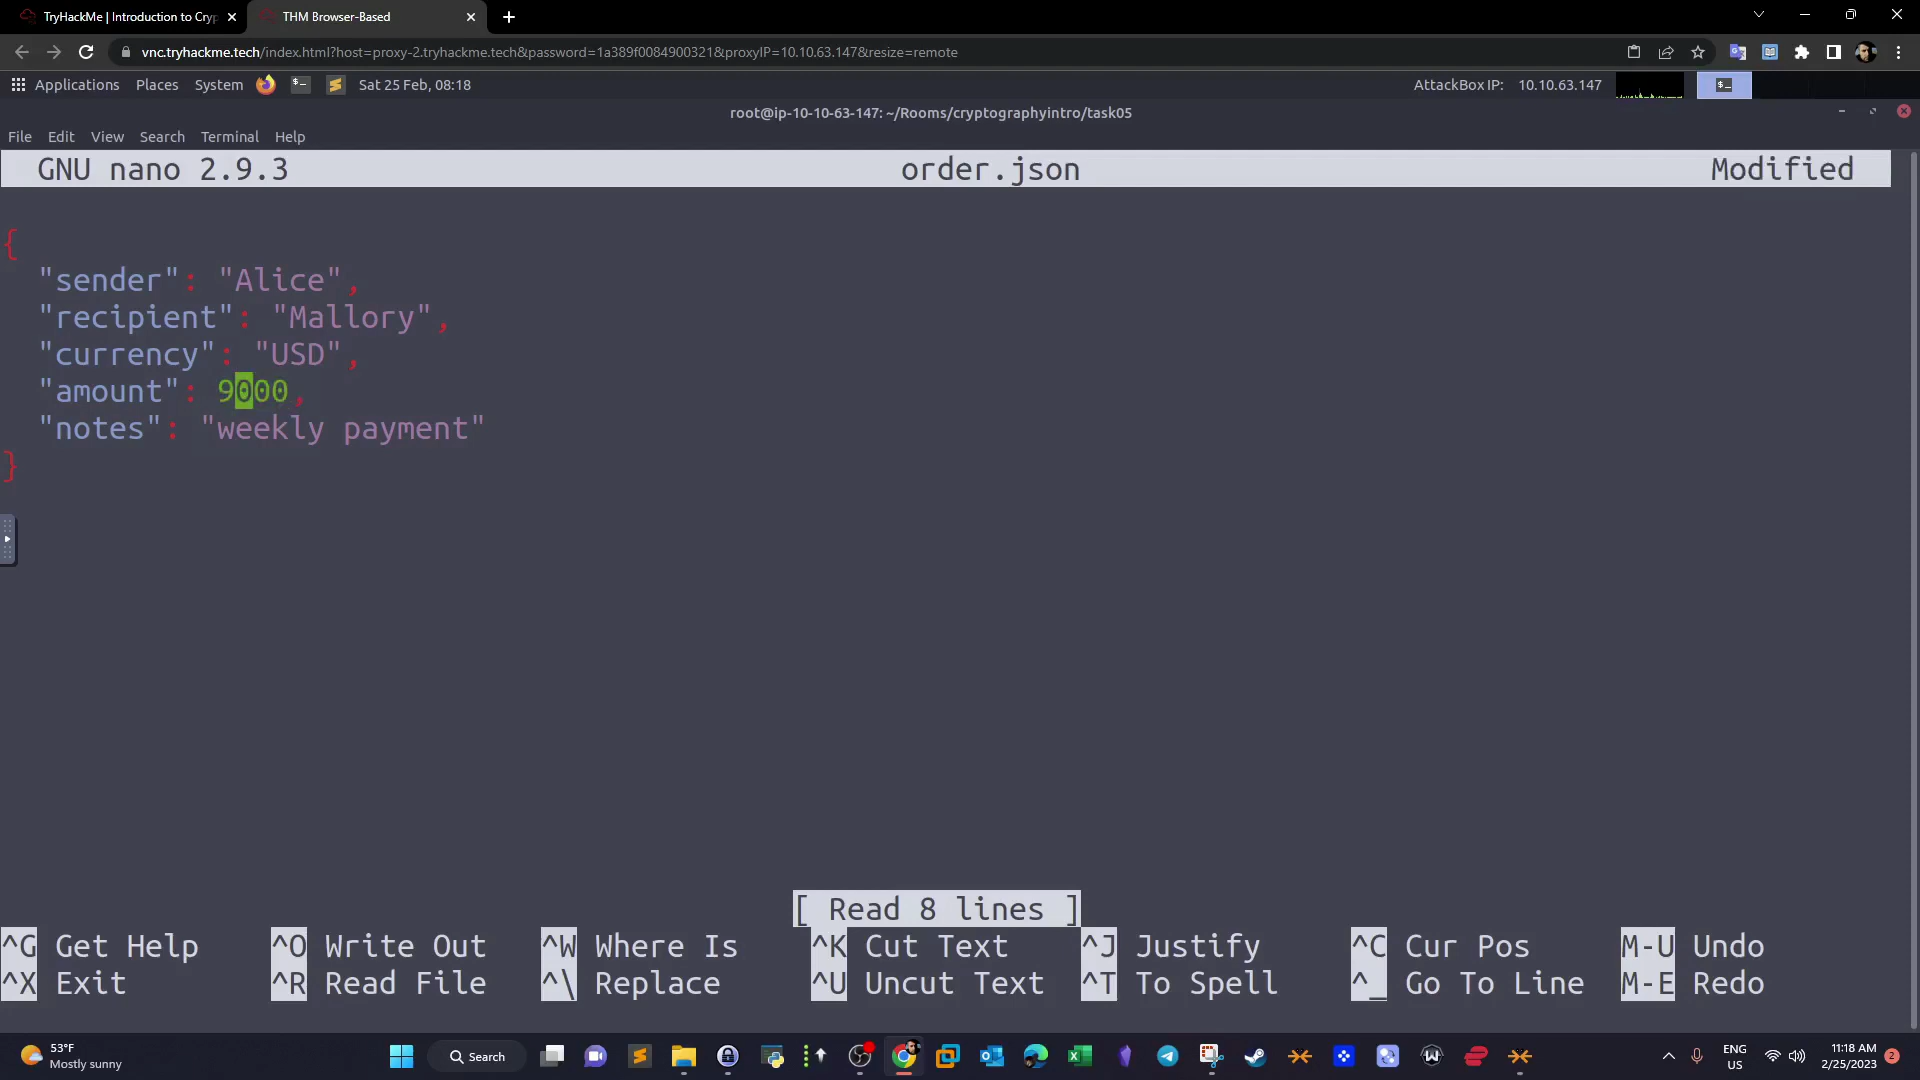 TryHackMe | Introduction to Cryp
THM Browser-Based
vnc.tryhackme.tech/index.html?host=proxy-2.tryhackme.tech&password=1a389f0084900321&proxyIP=10.10.63.147&resize=remote
Applications Places System Sat 25 Feb, 08:18 AttackBox IP: 10.10.63.147
root@ip-10-10-63-147: ~/Rooms/cryptographyintro/task05
File Edit View Search Terminal Help
GNU nano 2.9.3 order.json Modified
{
"sender": "Alice",
"recipient": "Mallory",
"currency": "USD",
"amount": 9000,
"notes": "weekly payment"
}
[ Read 8 lines ]
^G Get Help ^O Write Out ^W Where Is ^K Cut Text ^J Justify ^C Cur Pos M-U Undo
^X Exit ^R Read File ^\ Replace ^U Uncut Text ^T To Spell ^_ Go To Line M-E Redo
53°F
Mostly sunny
Search
ENG
US
11:18 AM
2/25/2023
2